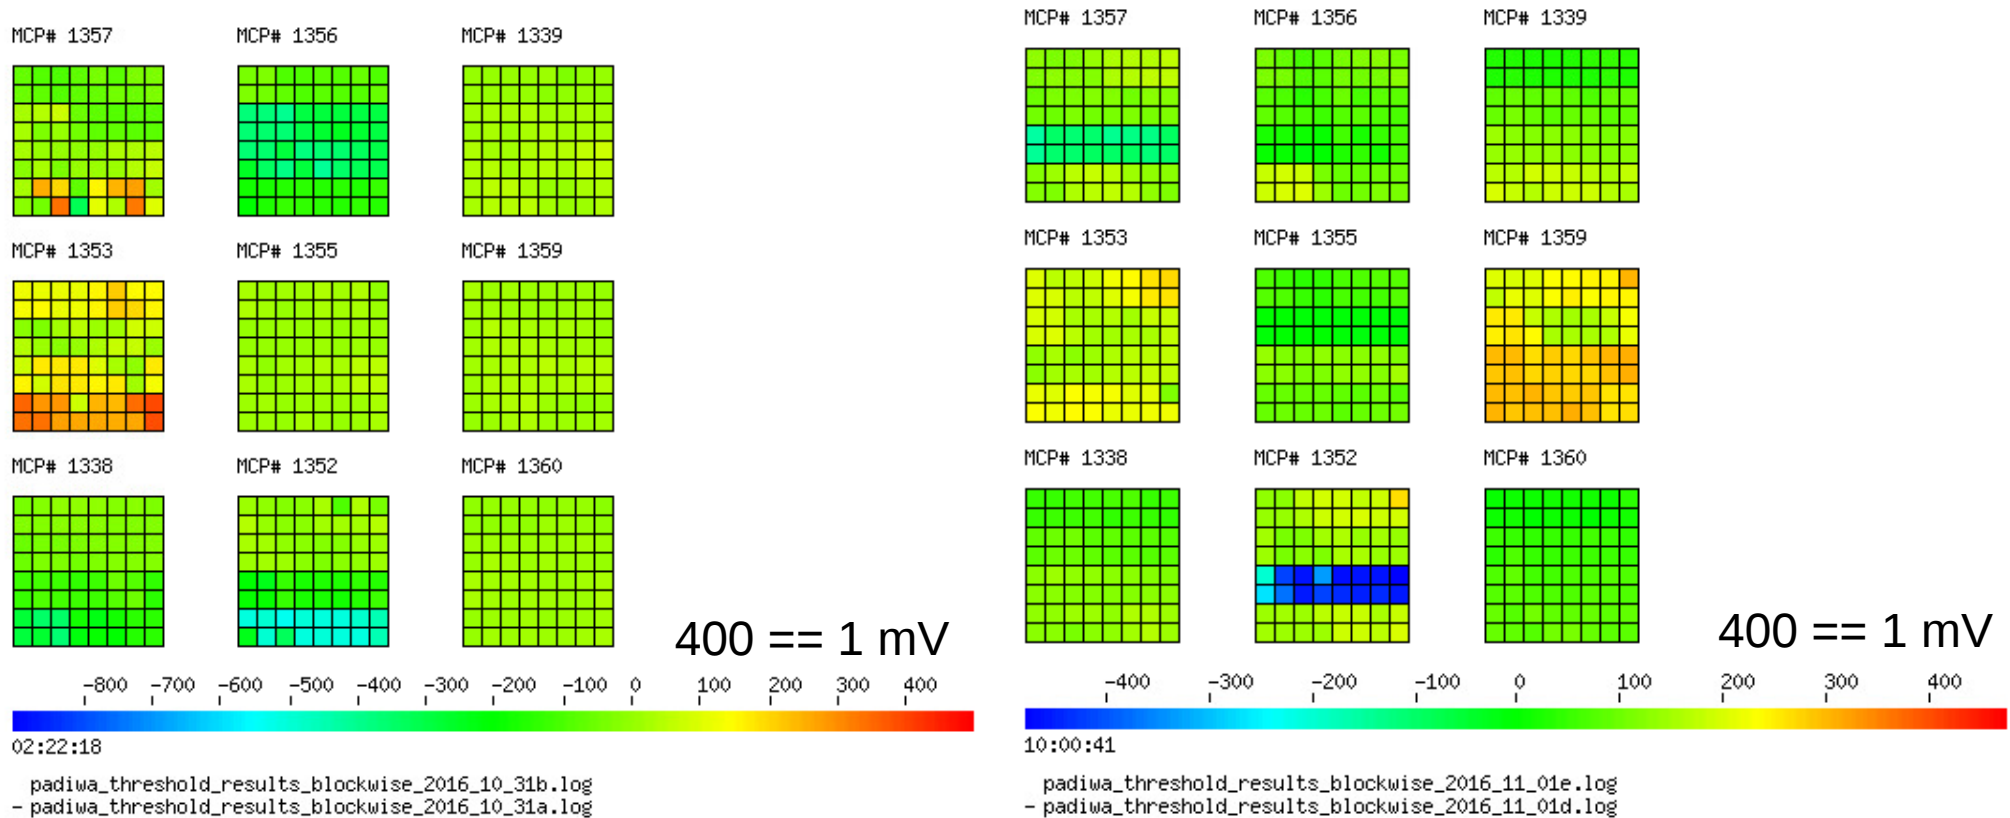 MCP# 1357 MCP# 1356 MCP# 1339
MCP# 1353 MCP# 1355 MCP# 1359
MCP# 1338 MCP# 1352 MCP# 1360
400 == 1 mV
-800 -700 -600 -500 -400 -300 -200 -100 0 100 200 300 400
02:22:18
padiwa_threshold_results_blockwise_2016_10_31b.log
- padiwa_threshold_results_blockwise_2016_10_31a.log
MCP# 1357 MCP# 1356 MCP# 1339
MCP# 1353 MCP# 1355 MCP# 1359
MCP# 1338 MCP# 1352 MCP# 1360
400 == 1 mV
-400 -300 -200 -100 0 100 200 300 400
10:00:41
padiwa_threshold_results_blockwise_2016_11_01e.log
- padiwa_threshold_results_blockwise_2016_11_01d.log